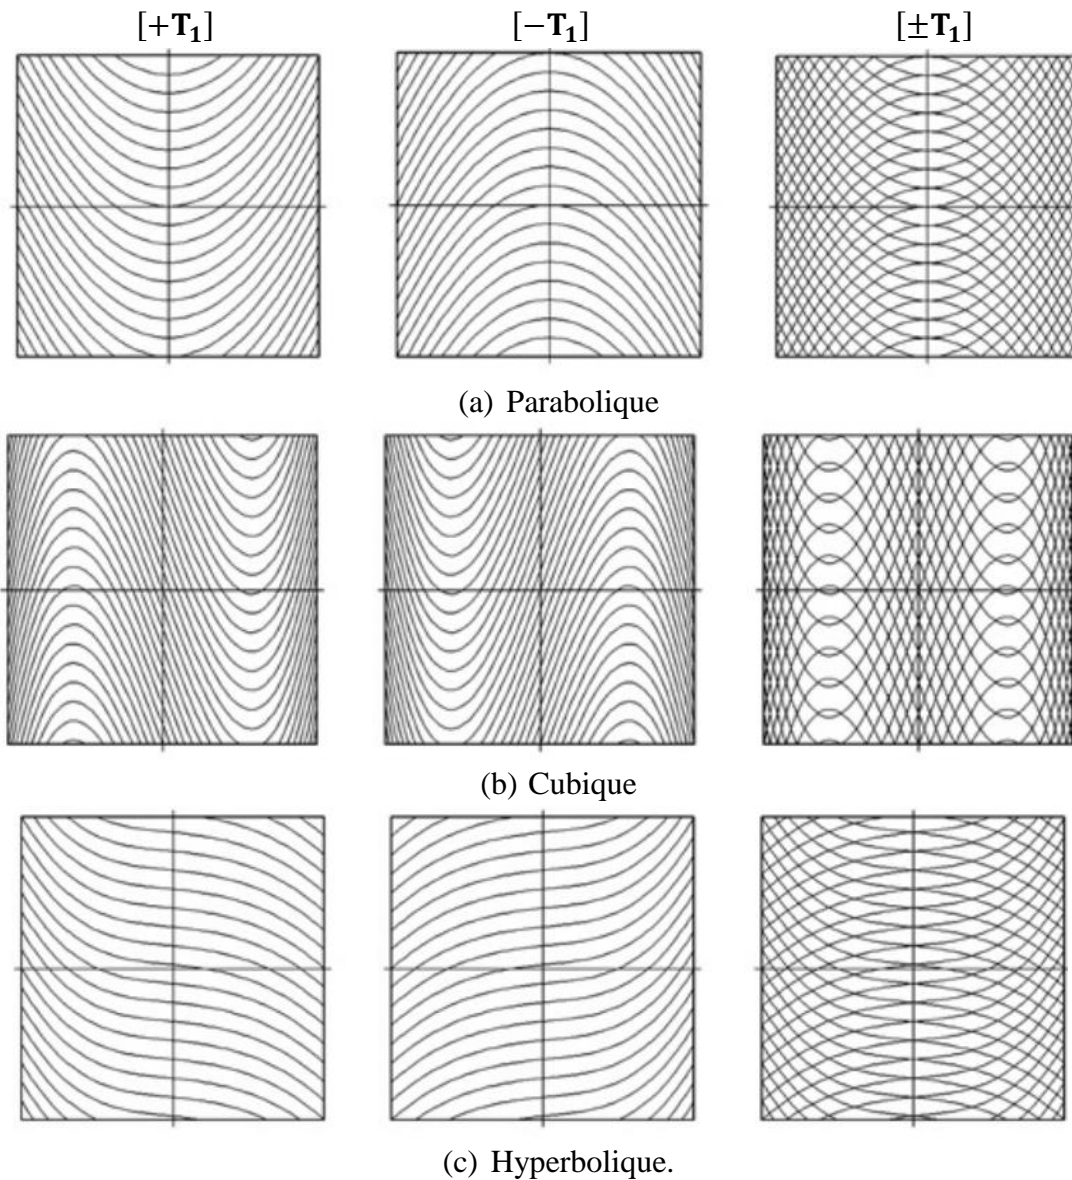 [+T₁] [−T₁] [±T₁]
(a) Parabolique
(b) Cubique
(c) Hyperbolique.